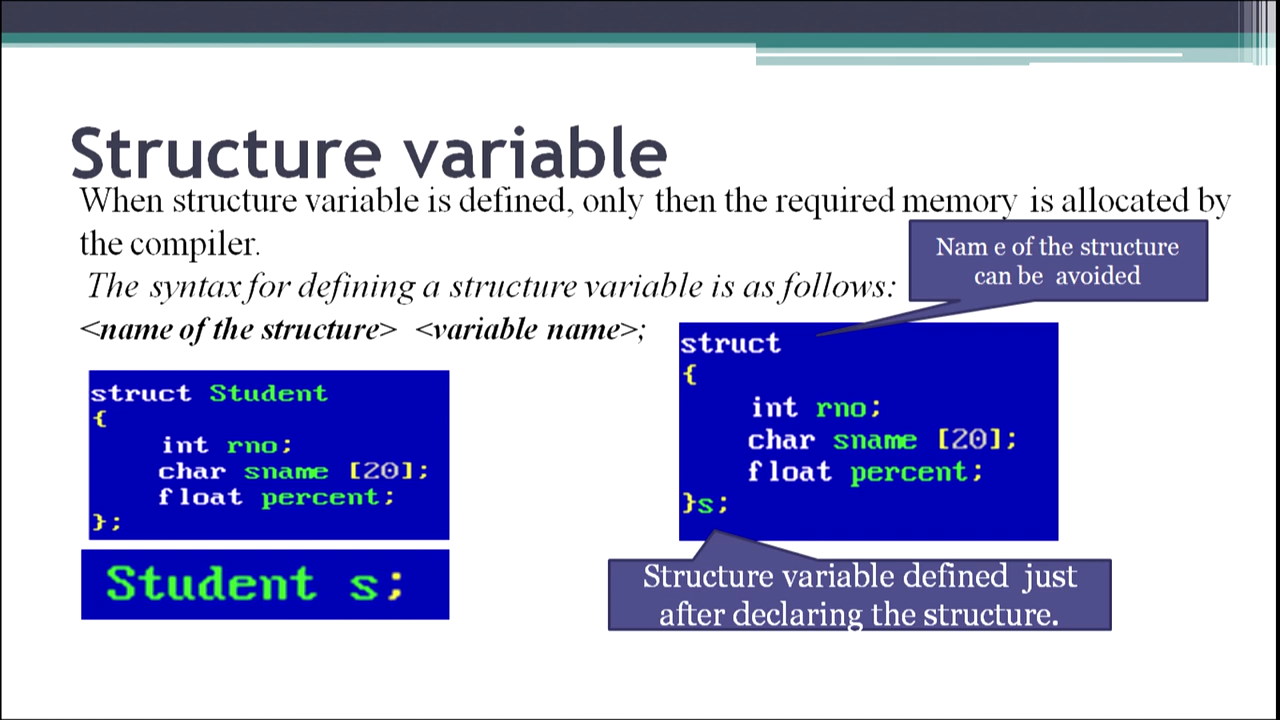 Structure variable
When structure variable is defined, only then the required memory is allocated by
the compiler.
The syntax for defining a structure variable is as follows:
<name of the structure> <variable name>;
Nam e of the structure
can be avoided
struct Student
{
int rno;
char sname [20];
float percent;
};
Student s;
struct
{
int rno;
char sname [20];
float percent;
}s;
Structure variable defined just
after declaring the structure.